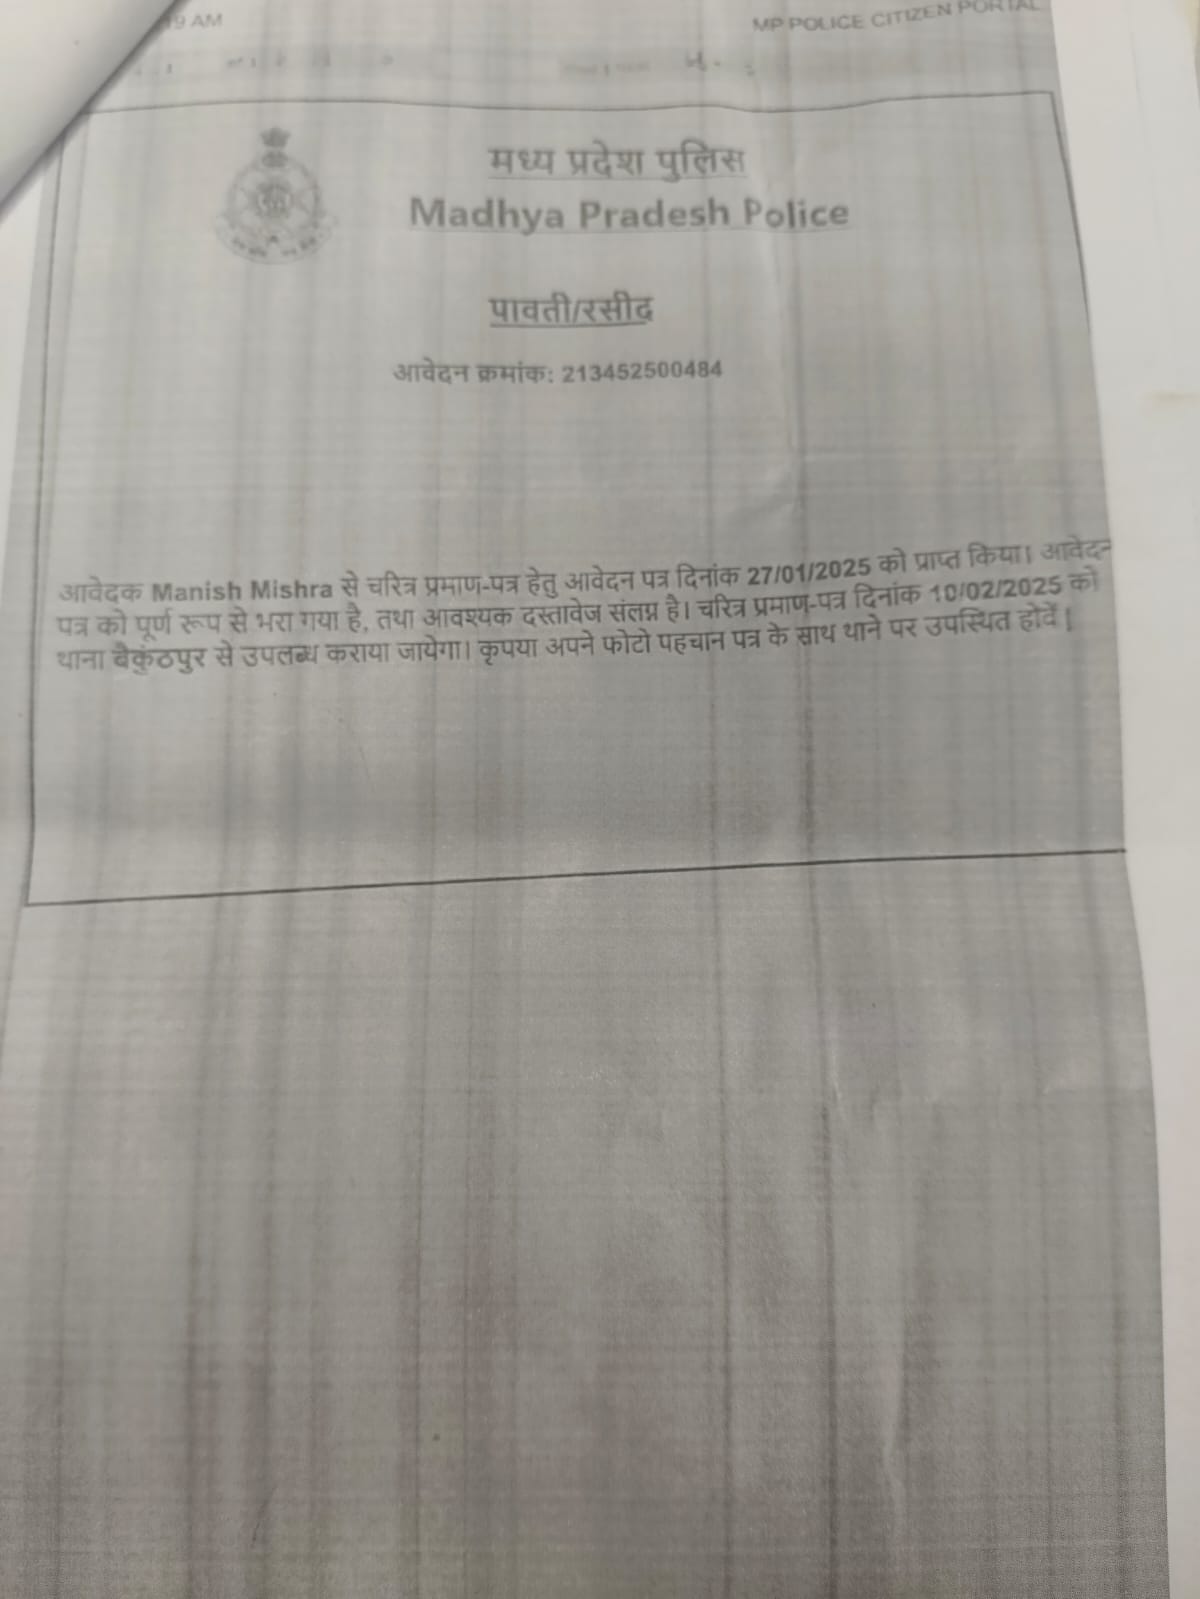 9 AM
MP POLICE CITIZEN PORTAL
मध्य प्रदेश पुलिस
Madhya Pradesh Police
पावती/रसीद
आवेदन क्रमांक: 213452500484
आवेदक Manish Mishra से चरित्र प्रमाण-पत्र हेतु आवेदन पत्र दिनांक 27/01/2025 को प्राप्त किया। आवेदन
पत्र को पूर्ण रूप से भरा गया है, तथा आवश्यक दस्तावेज संलग्न है। चरित्र प्रमाण-पत्र दिनांक 10/02/2025 को
थाना बैकुंठपुर से उपलब्ध कराया जायेगा। कृपया अपने फोटो पहचान पत्र के साथ थाने पर उपस्थित होवें |